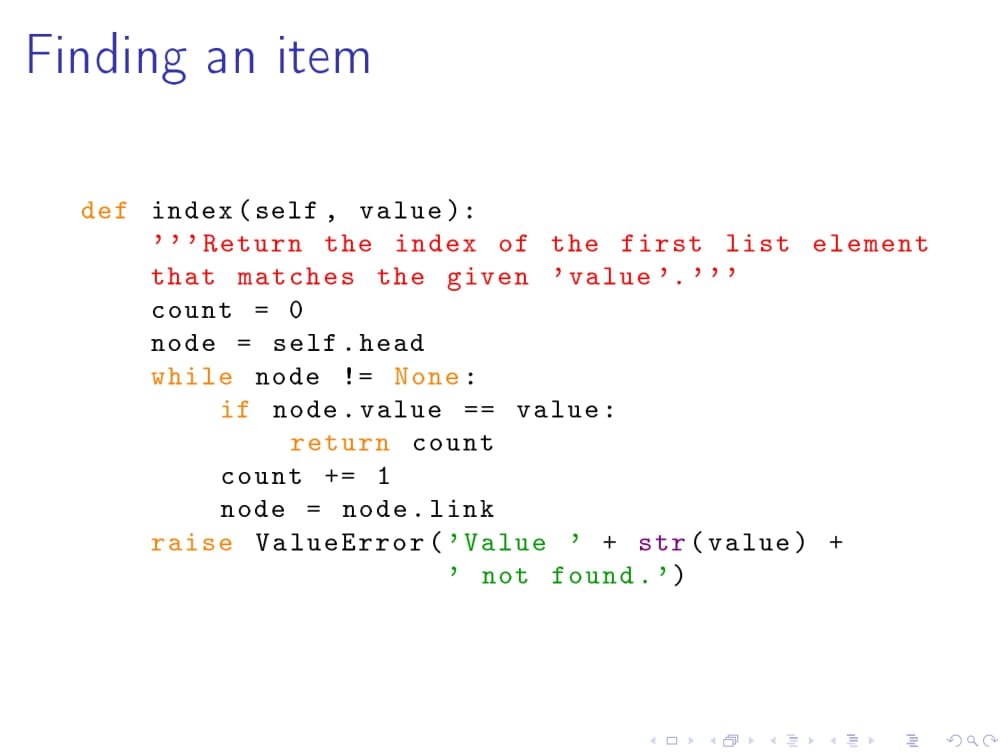 Finding an item
def index(self, value):
    ’’’Return the index of the first list element
    that matches the given ’value’.’’’
    count = 0
    node = self.head
    while node != None:
        if node.value == value:
            return count
        count += 1
        node = node.link
    raise ValueError(’Value ’ + str(value) +
                     ’ not found.’)